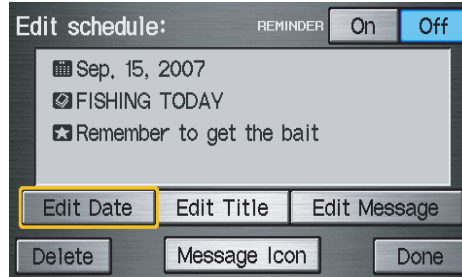 Edit schedule: REMINDER On Off
Sep, 15, 2007
FISHING TODAY
Remember to get the bait
Edit Date Edit Title Edit Message
Delete Message Icon Done